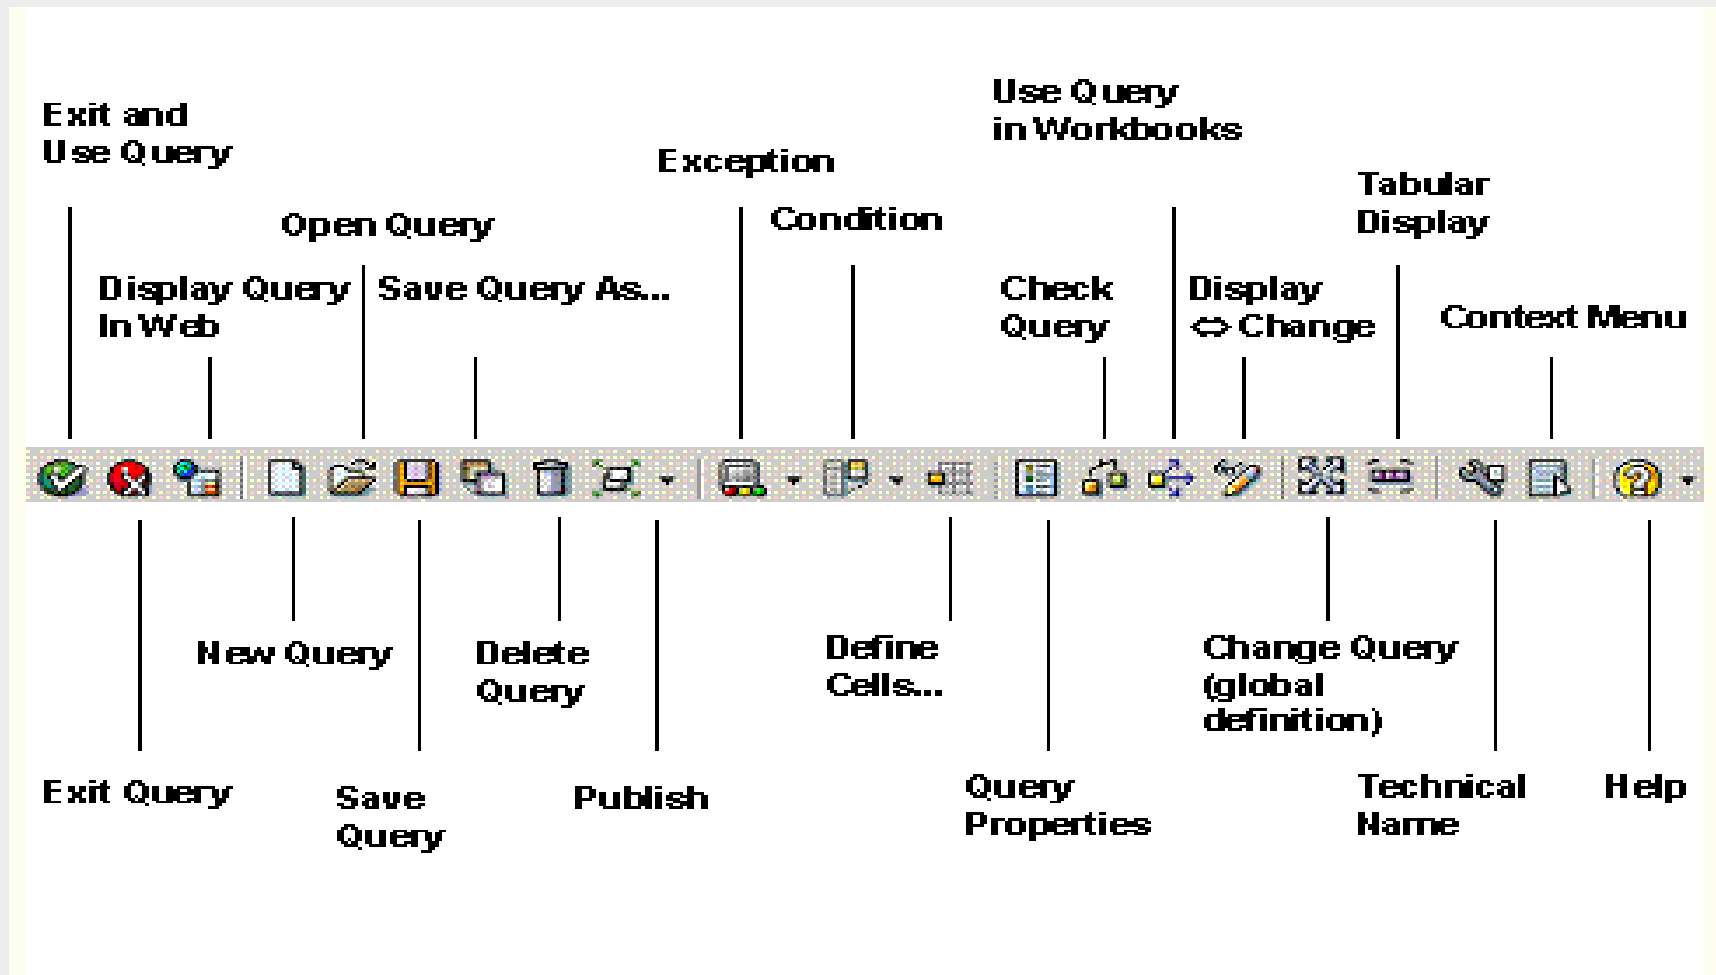 Use Query
in Workbooks
Exit and
Use Query
Exception
Tabular
Display
Open Query
Condition
Display Query
In Web
Save Query As...
Check
Query
Display
⇔ Change
Context Menu
New Query
Delete
Query
Define
Cells...
Change Query
(global
definition)
Exit Query
Save
Query
Publish
Query
Properties
Technical
Name
Help